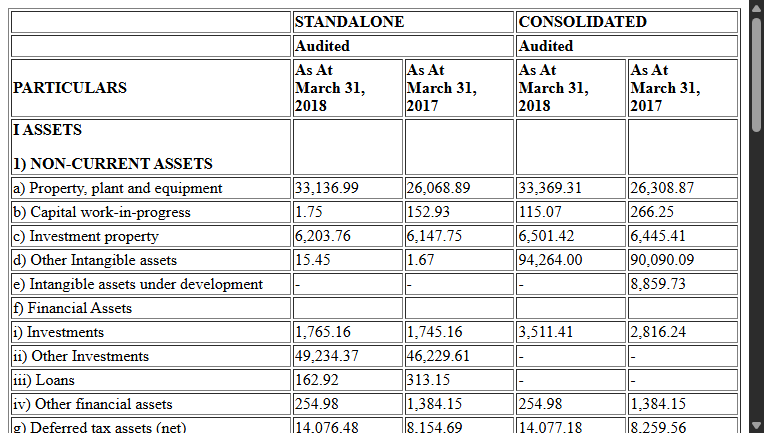 STANDALONE CONSOLIDATED
Audited Audited
PARTICULARS As At March 31, 2018 As At March 31, 2017 As At March 31, 2018 As At March 31, 2017
I ASSETS
1) NON-CURRENT ASSETS
a) Property, plant and equipment 33,136.99 26,068.89 33,369.31 26,308.87
b) Capital work-in-progress 1.75 152.93 115.07 266.25
c) Investment property 6,203.76 6,147.75 6,501.42 6,445.41
d) Other Intangible assets 15.45 1.67 94,264.00 90,090.09
e) Intangible assets under development - - - 8,859.73
f) Financial Assets
i) Investments 1,765.16 1,745.16 3,511.41 2,816.24
ii) Other Investments 49,234.37 46,229.61 - -
iii) Loans 162.92 313.15 - -
iv) Other financial assets 254.98 1,384.15 254.98 1,384.15
g) Deferred tax assets (net) 14,076.48 8,154.69 14,077.18 8,259.56